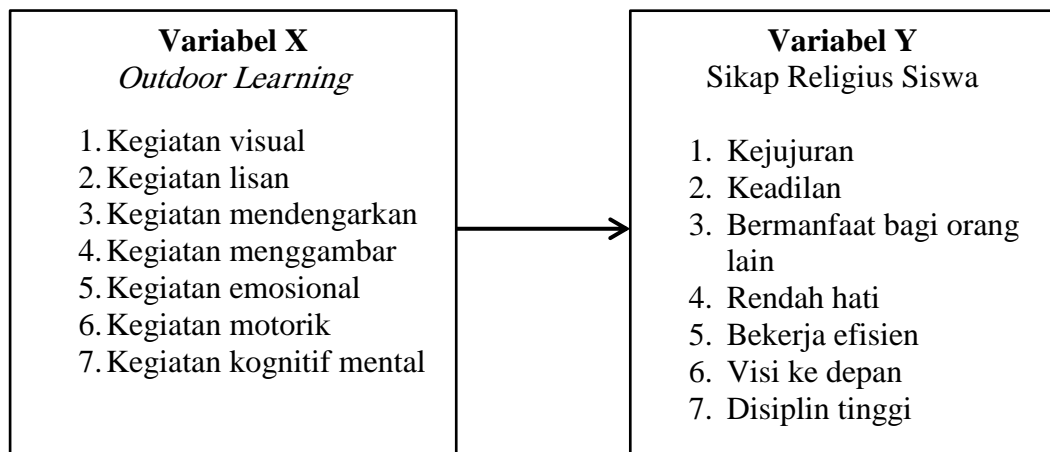 Variabel X
Outdoor Learning
1. Kegiatan visual
2. Kegiatan lisan
3. Kegiatan mendengarkan
4. Kegiatan menggambar
5. Kegiatan emosional
6. Kegiatan motorik
7. Kegiatan kognitif mental
Variabel Y
Sikap Religius Siswa
1. Kejujuran
2. Keadilan
3. Bermanfaat bagi orang
lain
4. Rendah hati
5. Bekerja efisien
6. Visi ke depan
7. Disiplin tinggi